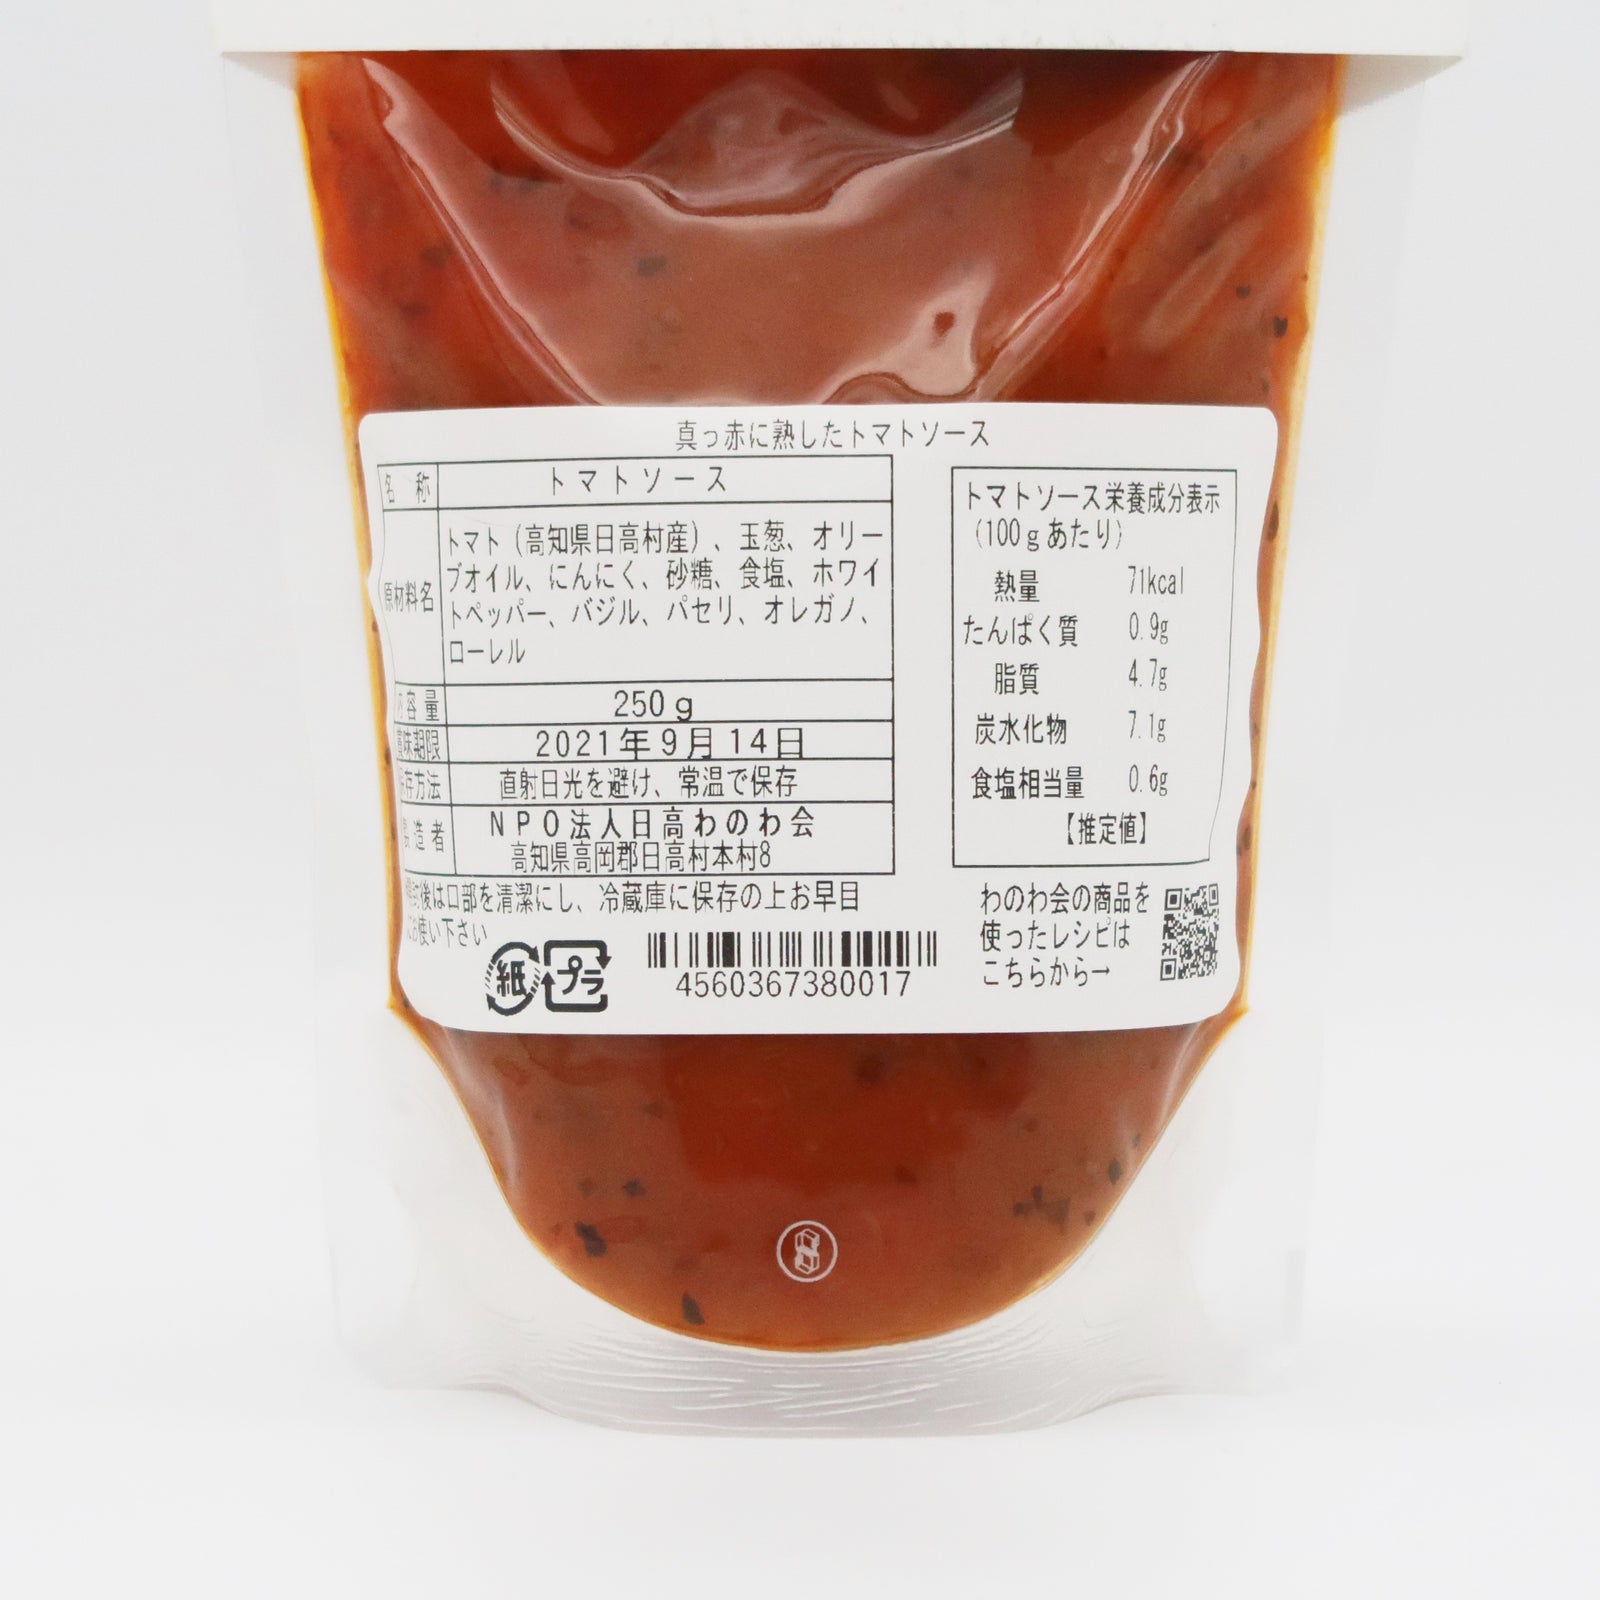 真っ赤に熟したトマトソース
名 称 トマトソース
原材料名 トマト（高知県日高村産）、玉葱、オリー
ブオイル、にんにく、砂糖、食塩、ホワイ
トペッパー、バジル、パセリ、オレガノ、
ローレル
内容量 250g
賞味期限 2021年9月14日
保存方法 直射日光を避け、常温で保存
製造者 NPO法人日高わのわ会
高知県高岡郡日高村本村8
開封後は口部を清潔にし、冷蔵庫に保存の上お早目
にお使い下さい
紙 プラ
4560367380017
トマトソース栄養成分表示
（100gあたり）
熱量 71kcal
たんぱく質 0.9g
脂質 4.7g
炭水化物 7.1g
食塩相当量 0.6g
【推定値】
わのわ会の商品を
使ったレシピは
こちらから→